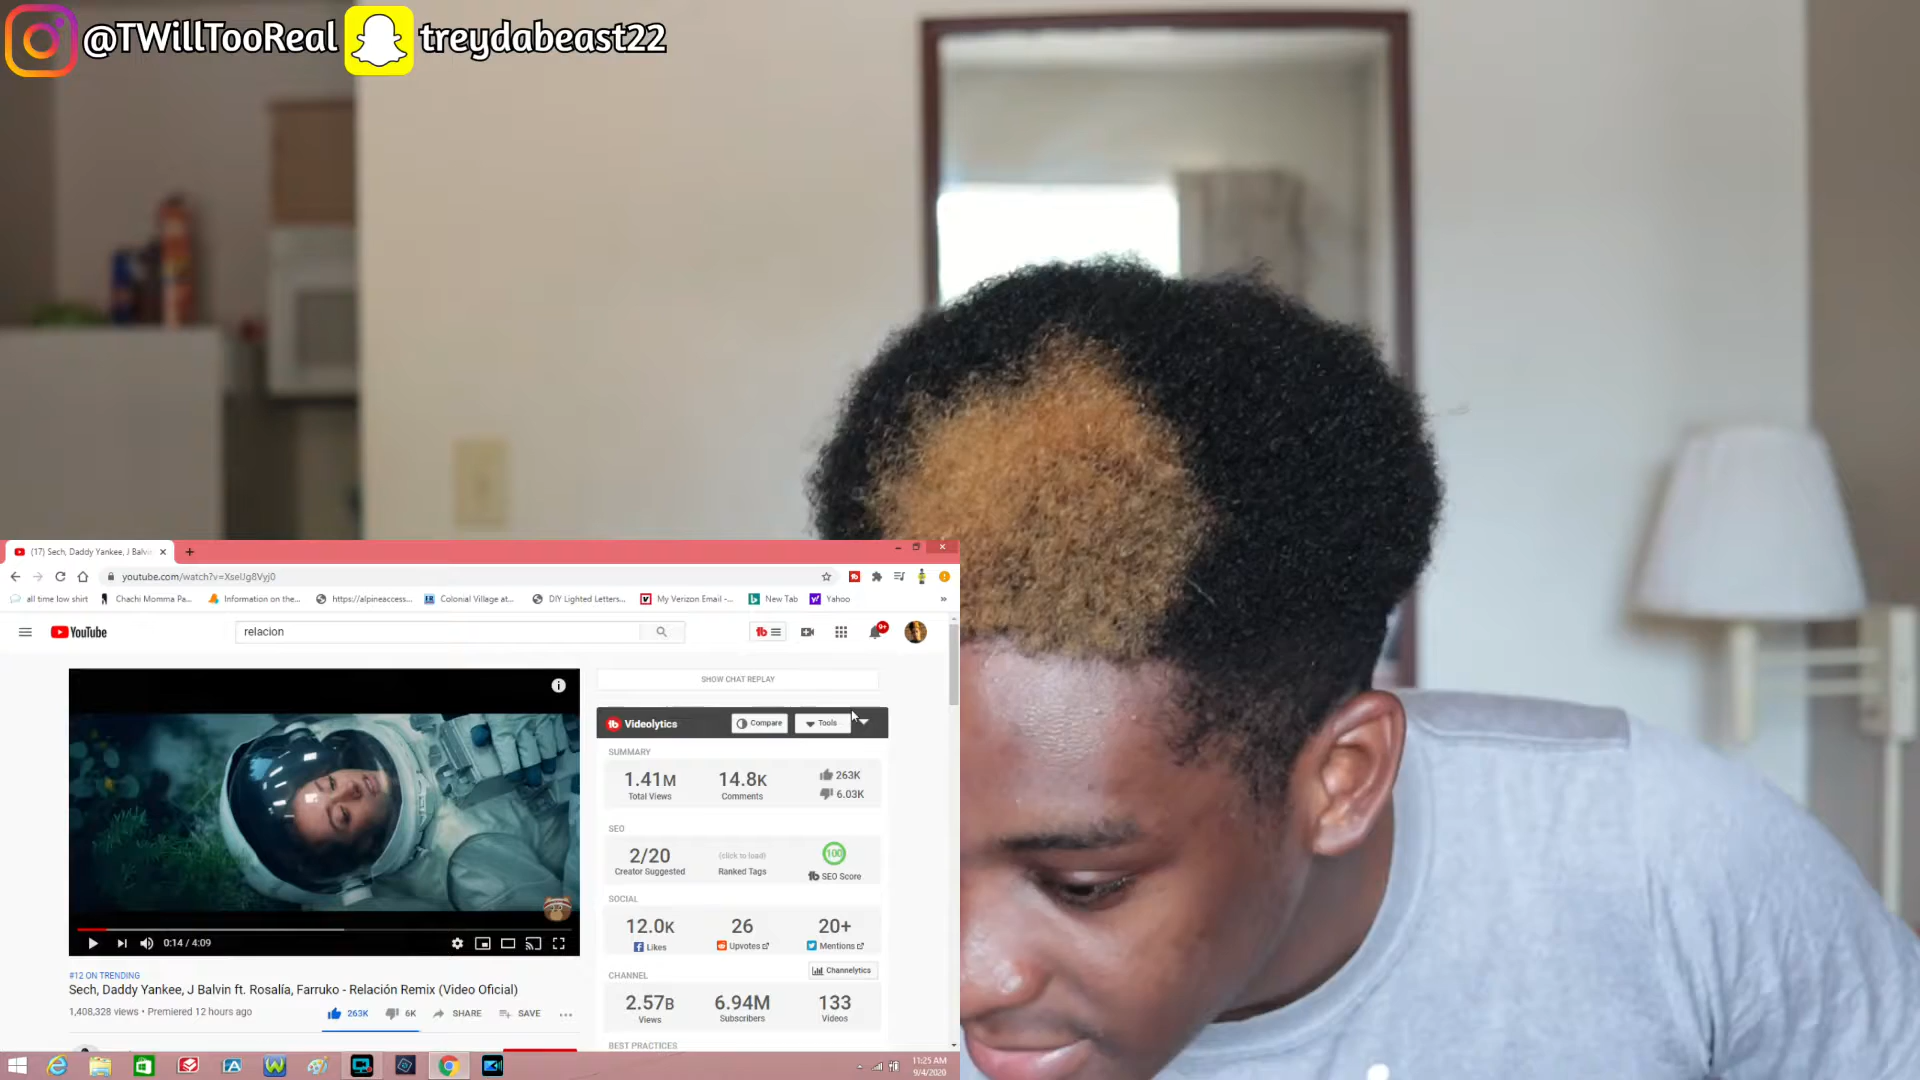 @TWillTooReal treydabeast22
(17) Sech, Daddy Yankee, J Balvi
youtube.com/watch?v=XselJg8Vyj0
all time low shirt Chachi Momma Pa... Information on the... https://alpineaccess... Colonial Village at... DIY Lighted Letters... My Verizon Email -... New Tab Yahoo »
YouTube relacion 9+
SHOW CHAT REPLAY
Videolytics Compare Tools
SUMMARY
1.41M 14.8K 263K
Total Views Comments 6.03K
SEO
2/20 (click to load) 100
Creator Suggested Ranked Tags SEO Score
SOCIAL
12.0K 26 20+
Likes Upvotes Mentions
CHANNEL Channelytics
2.57B 6.94M 133
Views Subscribers Videos
BEST PRACTICES
0:14 / 4:09
#12 ON TRENDING
Sech, Daddy Yankee, J Balvin ft. Rosalía, Farruko - Relación Remix (Video Oficial)
1,408,328 views • Premiered 12 hours ago 263K 6K SHARE SAVE
11:25 AM
9/4/2020